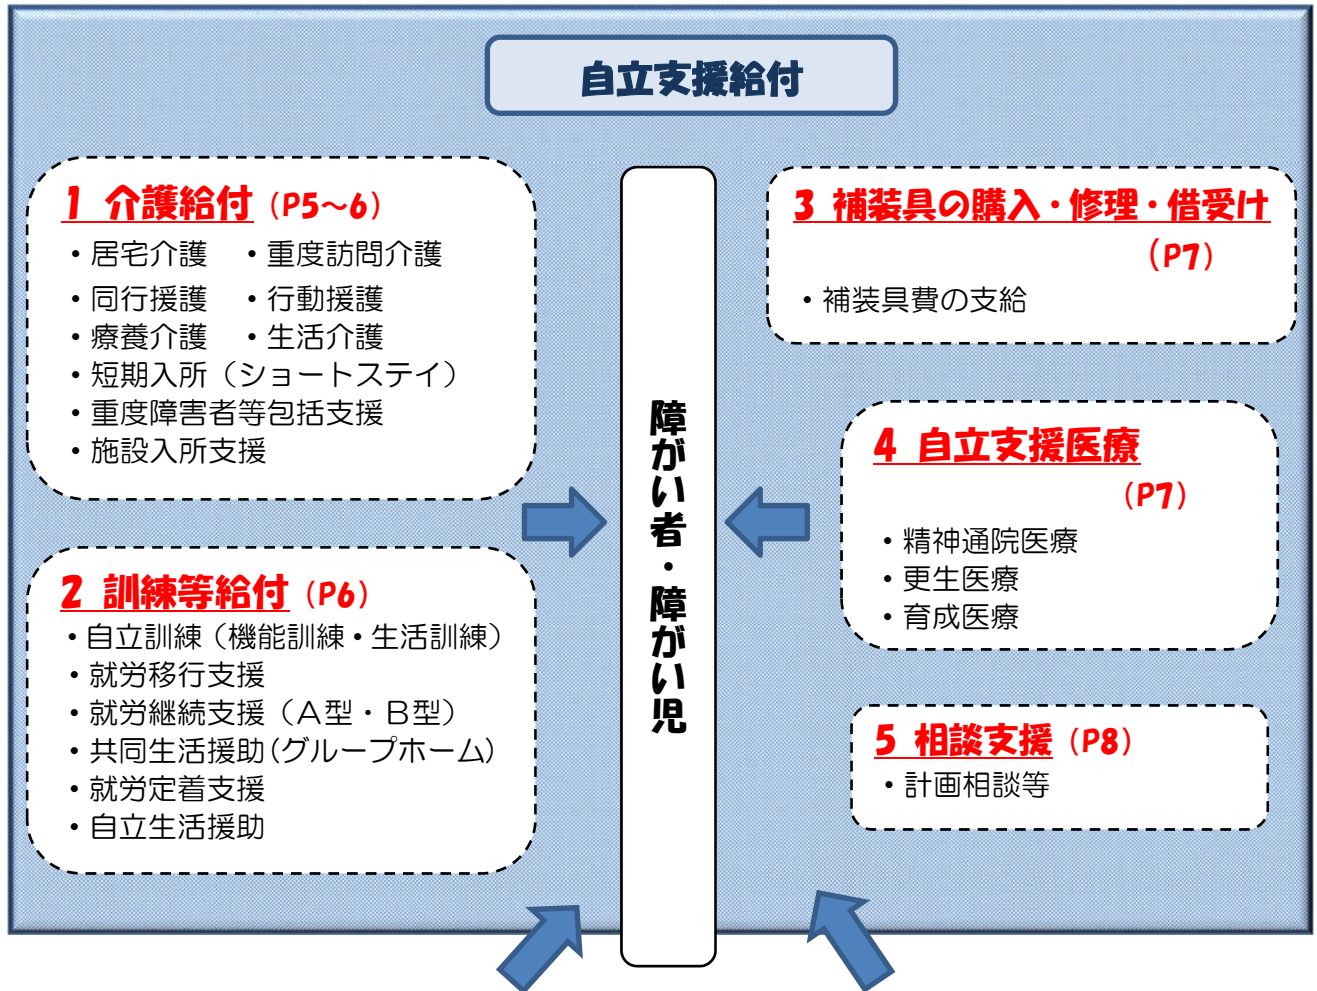 自立支援給付
1 介護給付（P5～6）
・居宅介護　・重度訪問介護
・同行援護　・行動援護
・療養介護　・生活介護
・短期入所（ショートステイ）
・重度障害者等包括支援
・施設入所支援
2 訓練等給付（P6）
・自立訓練（機能訓練・生活訓練）
・就労移行支援
・就労継続支援（A型・B型）
・共同生活援助(グループホーム)
・就労定着支援
・自立生活援助
障がい者・障がい児
3 補装具の購入・修理・借受け
（P7）
・補装具費の支給
4 自立支援医療
（P7）
・精神通院医療
・更生医療
・育成医療
5 相談支援（P8）
・計画相談等